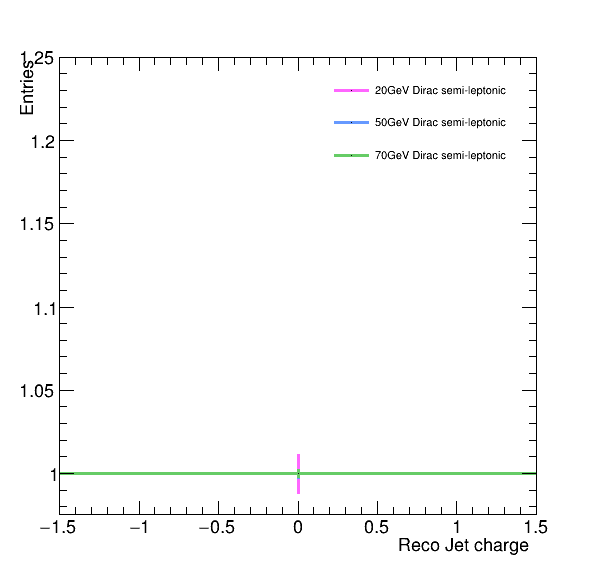 Entries
1.25
1.2
1.15
1.1
1.05
1
20GeV Dirac semi-leptonic
50GeV Dirac semi-leptonic
70GeV Dirac semi-leptonic
−1.5 −1 −0.5 0 0.5 1 1.5
Reco Jet charge